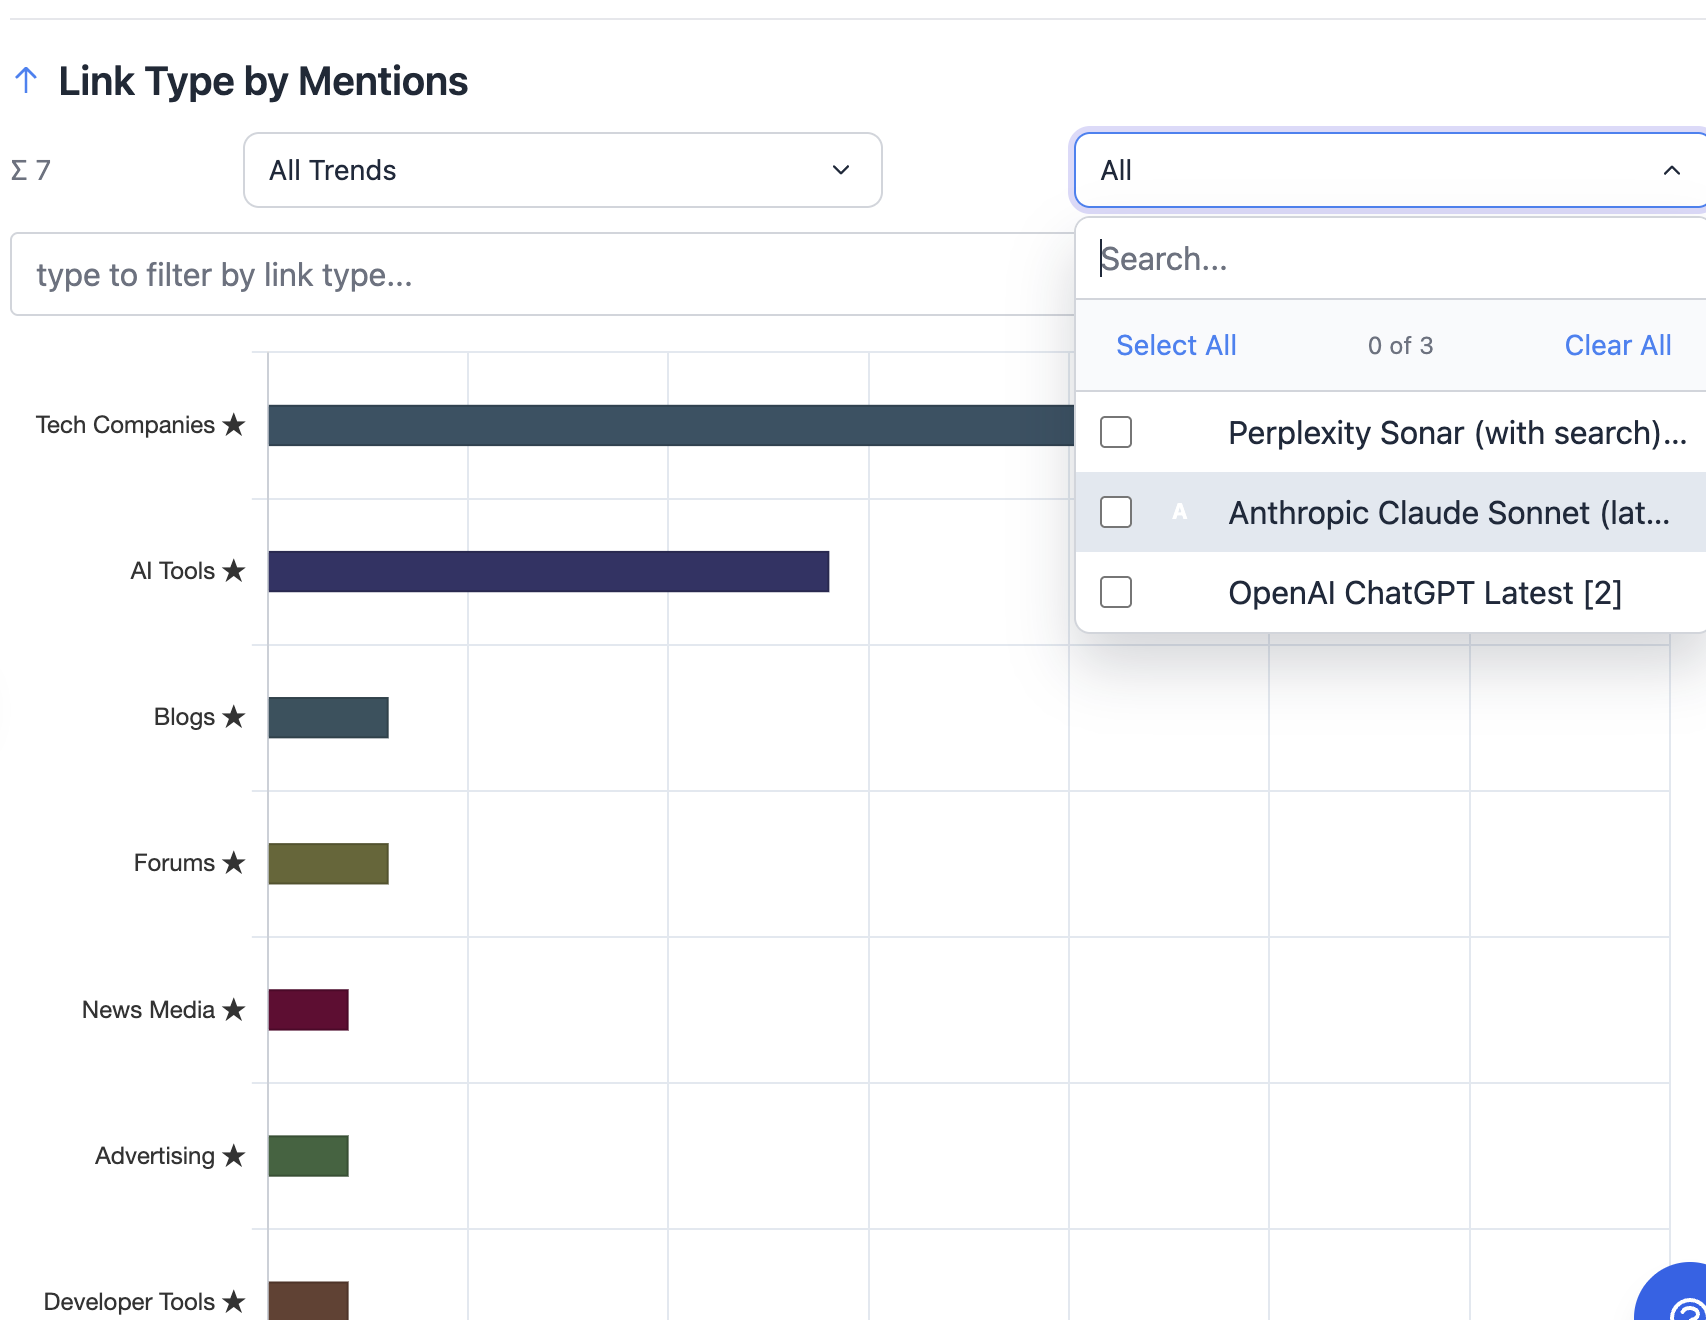 ↑ Link Type by Mentions
Σ 7
All Trends
All
type to filter by link type...
Search...
Select All
0 of 3
Clear All
Perplexity Sonar (with search)...
A Anthropic Claude Sonnet (lat...
OpenAI ChatGPT Latest [2]
Tech Companies ★
AI Tools ★
Blogs ★
Forums ★
News Media ★
Advertising ★
Developer Tools ★